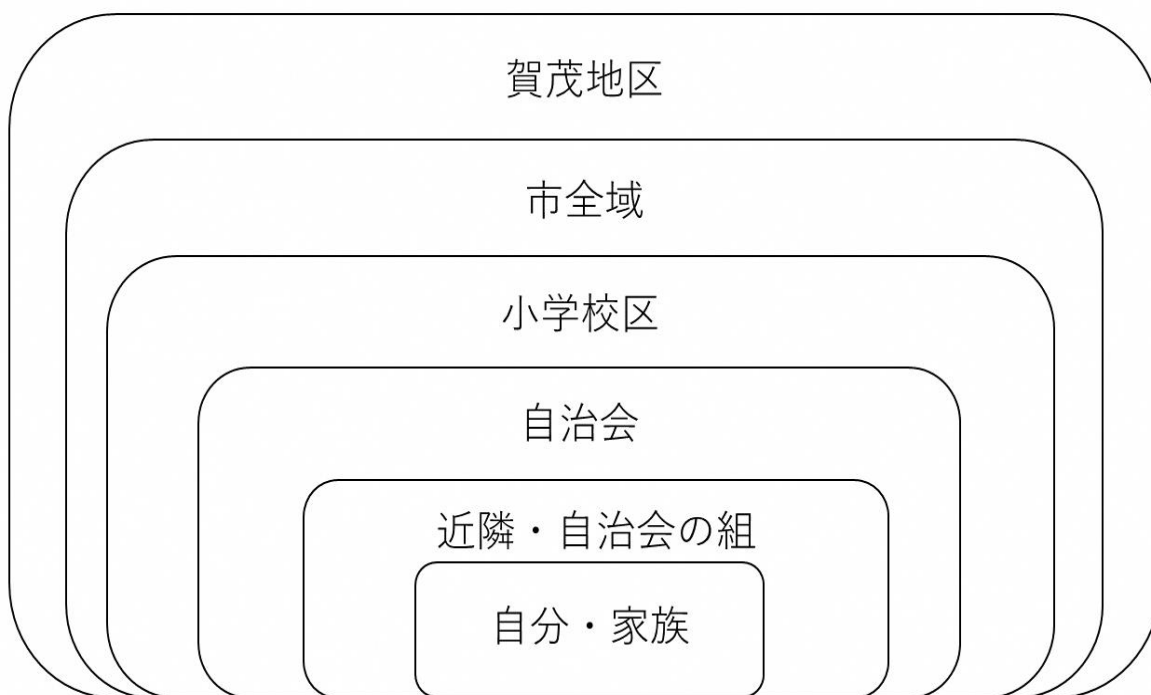 賀茂地区
市全域
小学校区
自治会
近隣・自治会の組
自分・家族